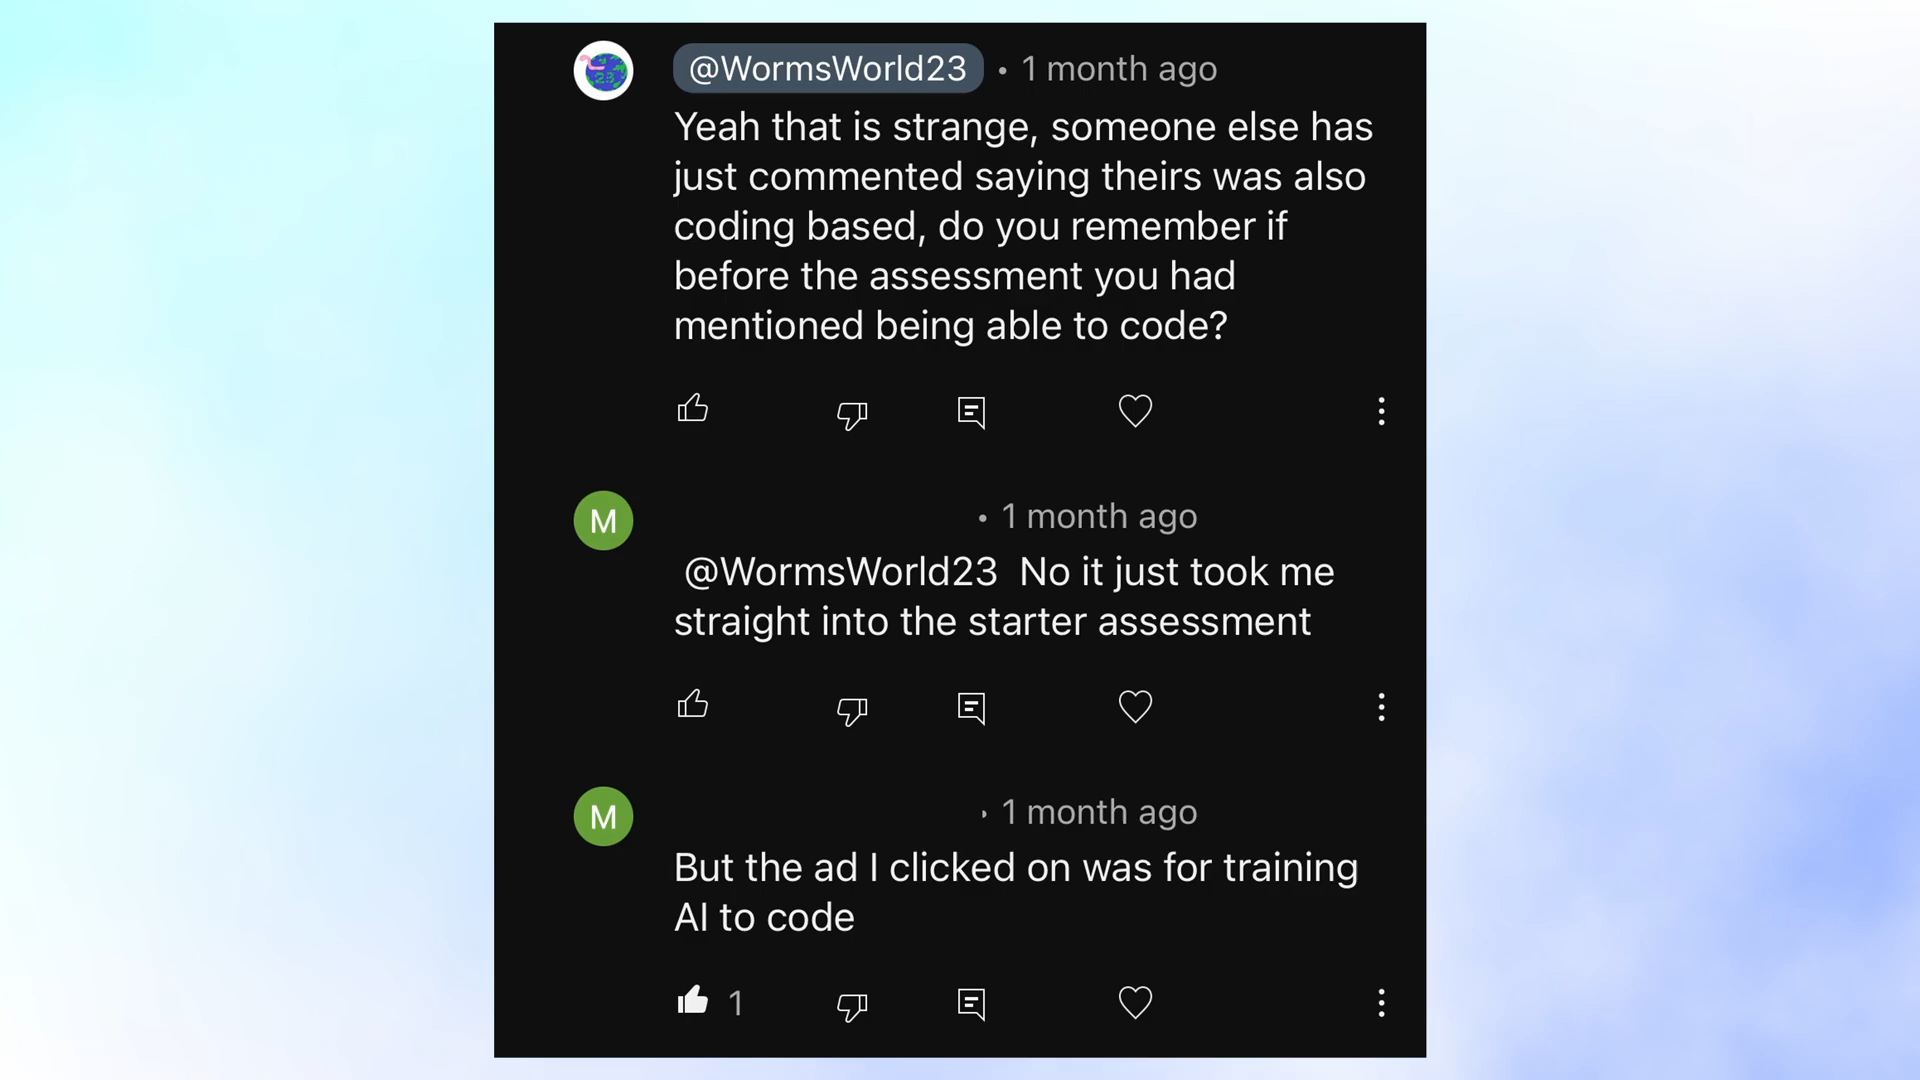 23
@WormsWorld23 • 1 month ago
Yeah that is strange, someone else has
just commented saying theirs was also
coding based, do you remember if
before the assessment you had
mentioned being able to code?
M
• 1 month ago
@WormsWorld23 No it just took me
straight into the starter assessment
M
• 1 month ago
But the ad I clicked on was for training
AI to code
1